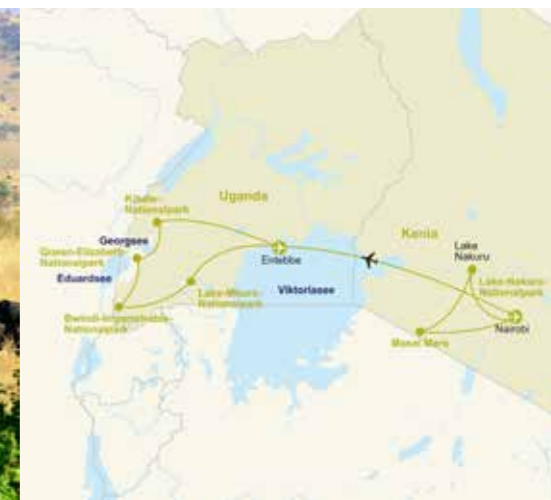 Uganda
Kibale-
Nationalpark
Georgsee
Queen-Elizabeth-
Nationalpark
Eduardsee
Entebbe
Viktoriasee
Lake-Mburo-
Nationalpark
Bwindi-Impenetrable-
Nationalpark
Kenia
Lake
Nakuru
Lake-Nakuru-
Nationalpark
Nairobi
Masai Mara